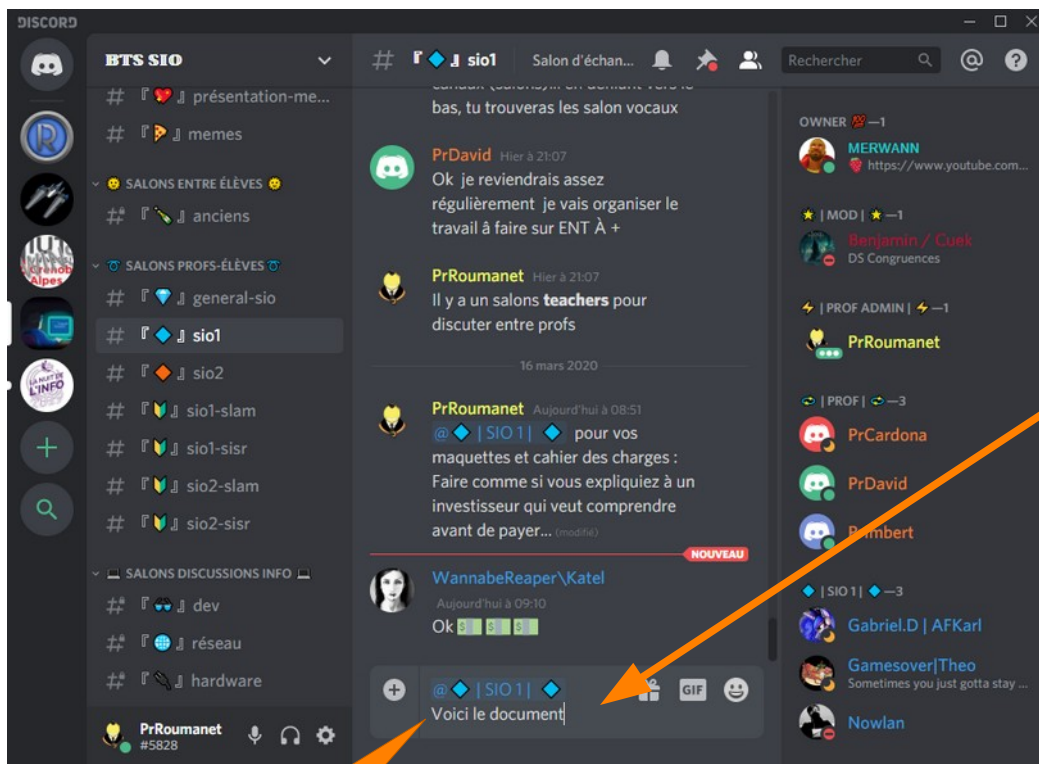 DISCORD
BTS SIO
# 『💖』présentation-me...
# 『🍕』memes
😗 SALONS ENTRE ÉLÈVES 😗
# 『🍾』anciens
➰ SALONS PROFS-ÉLÈVES ➰
# 『💎』general-sio
# 『🔷』sio1
# 『🔶』sio2
# 『🔰』sio1-slam
# 『🔰』sio1-sisr
# 『🔰』sio2-slam
# 『🔰』sio2-sisr
💻 SALONS DISCUSSIONS INFO 💻
# 『🕶』dev
# 『🌐』réseau
# 『🔌』hardware
PrRoumanet
#5828
# 『🔷』sio1 Salon d'échan...
Rechercher
bas, tu trouveras les salon vocaux
PrDavid Hier à 21:07
Ok je reviendrais assez
régulièrement je vais organiser le
travail â faire sur ENT À +
PrRoumanet Hier à 21:07
Il y a un salons teachers pour
discuter entre profs
16 mars 2020
PrRoumanet Aujourd'hui à 08:51
@🔷 | SIO 1| 🔷 pour vos
maquettes et cahier des charges :
Faire comme si vous expliquiez à un
investisseur qui veut comprendre
avant de payer... (modifié)
NOUVEAU
WannabeReaper\Katel
Aujourd'hui à 09:10
Ok 💵 💵 💵
@🔷 | SIO 1| 🔷
Voici le document
GIF
OWNER 💯—1
MERWANN
🍓 https://www.youtube.com...
🌟 | MOD | 🌟—1
Benjamin / Cuek
DS Congruences
⚡ | PROF ADMIN | ⚡—1
PrRoumanet
| PROF | —3
PrCardona
PrDavid
🔷 | SIO 1 | 🔷—3
Gabriel.D | AFKarl
Gamesover|Theo
Sometimes you just gotta stay ...
Nowlan
LA NUIT DE
L'INFO
IUT
Grenob
Alpes